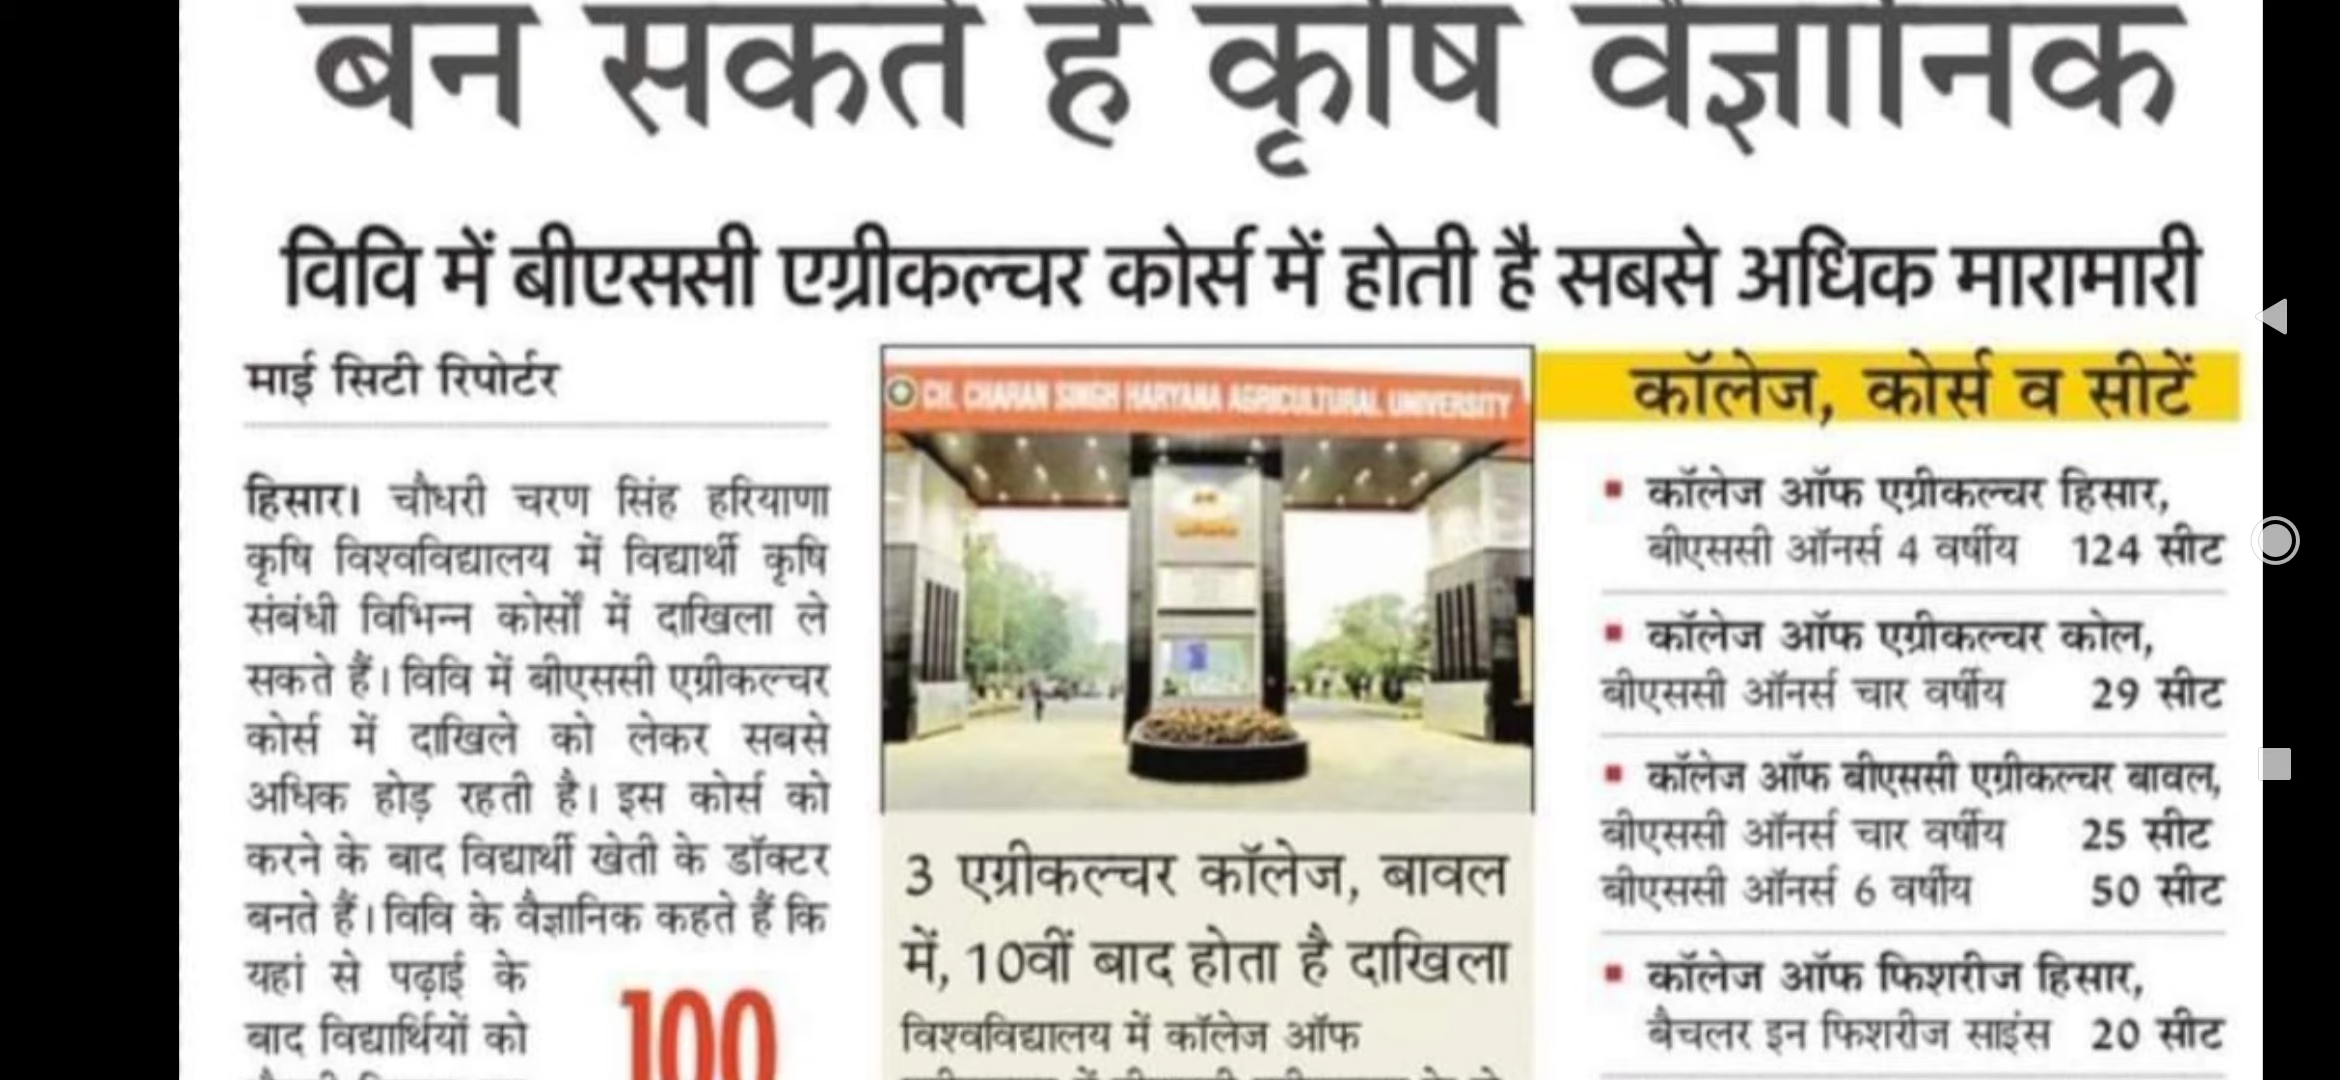 बन सकते हैं कृषि वैज्ञानिक
विवि में बीएससी एग्रीकल्चर कोर्स में होती है सबसे अधिक मारामारी
माई सिटी रिपोर्टर
हिसार। चौधरी चरण सिंह हरियाणा
कृषि विश्वविद्यालय में विद्यार्थी कृषि
संबंधी विभिन्न कोर्सों में दाखिला ले
सकते हैं। विवि में बीएससी एग्रीकल्चर
कोर्स में दाखिले को लेकर सबसे
अधिक होड़ रहती है। इस कोर्स को
करने के बाद विद्यार्थी खेती के डॉक्टर
बनते हैं। विवि के वैज्ञानिक कहते हैं कि
यहां से पढ़ाई के
बाद विद्यार्थियों को
100
CH. CHARAN SINGH HARYANA AGRICULTURAL UNIVERSITY
3 एग्रीकल्चर कॉलेज, बावल
में, 10वीं बाद होता है दाखिला
विश्वविद्यालय में कॉलेज ऑफ
कॉलेज, कोर्स व सीटें
▪ कॉलेज ऑफ एग्रीकल्चर हिसार,
बीएससी ऑनर्स 4 वर्षीय 124 सीट
▪ कॉलेज ऑफ एग्रीकल्चर कोल,
बीएससी ऑनर्स चार वर्षीय 29 सीट
▪ कॉलेज ऑफ बीएससी एग्रीकल्चर बावल,
बीएससी ऑनर्स चार वर्षीय 25 सीट
बीएससी ऑनर्स 6 वर्षीय 50 सीट
▪ कॉलेज ऑफ फिशरीज हिसार,
बैचलर इन फिशरीज साइंस 20 सीट